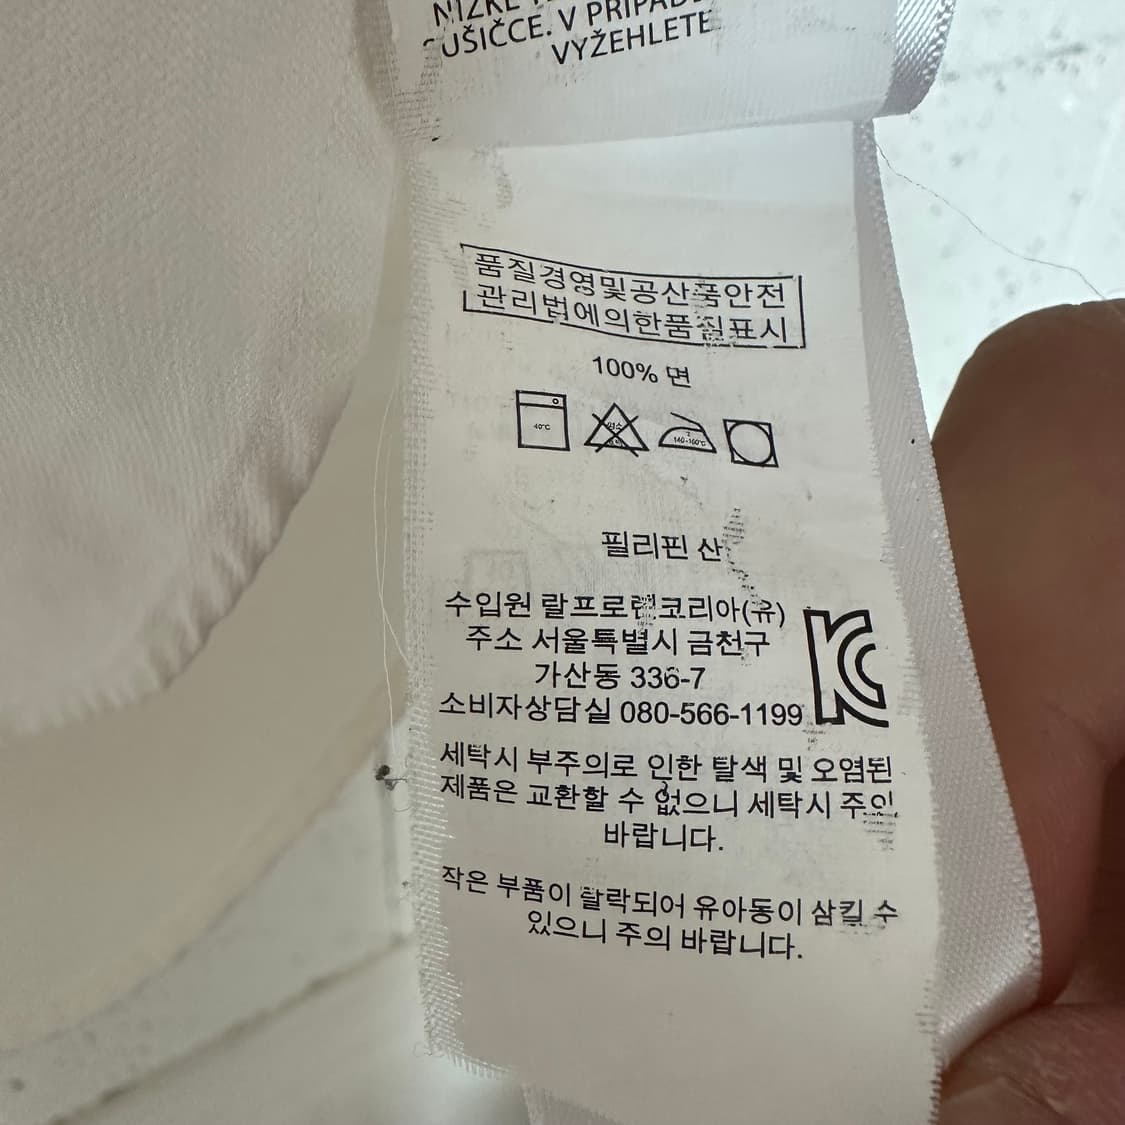 UŠIČCE. V PŘÍPADĚ
VYŽEHLETE
품질경영및공산품안전
관리법에의한품질표시
100% 면
40°C
140-160°C
필리핀 산
수입원 랄프로렌코리아(유)
주소 서울특별시 금천구
가산동 336-7
소비자상담실 080-566-1199
세탁시 부주의로 인한 탈색 및 오염된
제품은 교환할 수 없으니 세탁시 주의
바랍니다.
작은 부품이 탈락되어 유아동이 삼킬 수
있으니 주의 바랍니다.